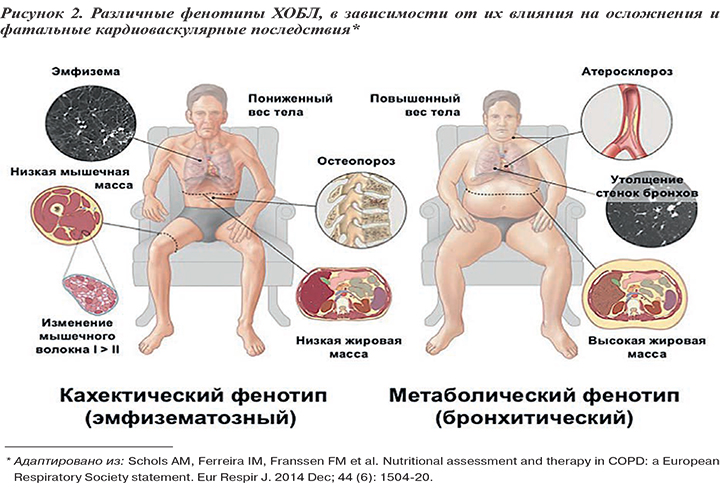 Рисунок 2. Различные фенотипы ХОБЛ, в зависимости от их влияния на осложнения и
фатальные кардиоваскулярные последствия*
Эмфизема
Пониженный
вес тела
Низкая мышечная
масса
Остеопороз
Изменение
мышечного
волокна I > II
Низкая жировая
масса
Кахектический фенотип
(эмфизематозный)
Повышенный
вес тела
Атеросклероз
Утолщение
стенок бронхов
Высокая жировая
масса
Метаболический фенотип
(бронхитический)
* Адаптировано из: Schols AM, Ferreira IM, Franssen FM et al. Nutritional assessment and therapy in COPD: a European
Respiratory Society statement. Eur Respir J. 2014 Dec; 44 (6): 1504-20.